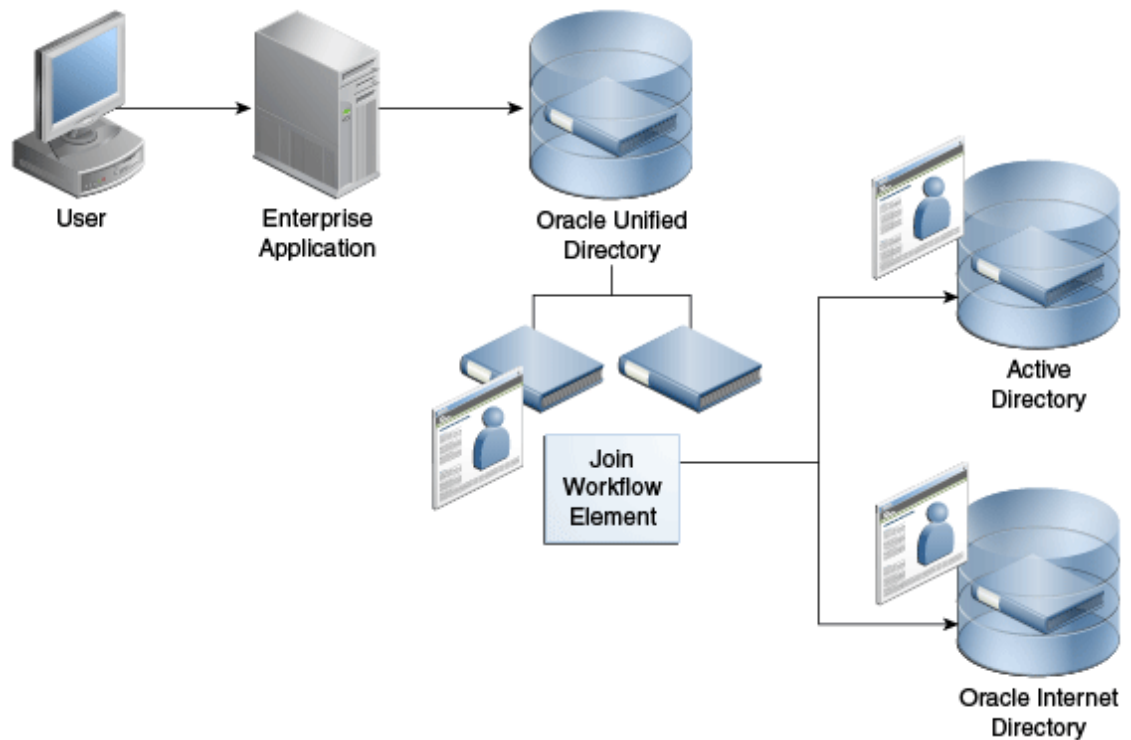 User
Enterprise
Application
Oracle Unified
Directory
Active
Directory
Join
Workflow
Element
Oracle Internet
Directory